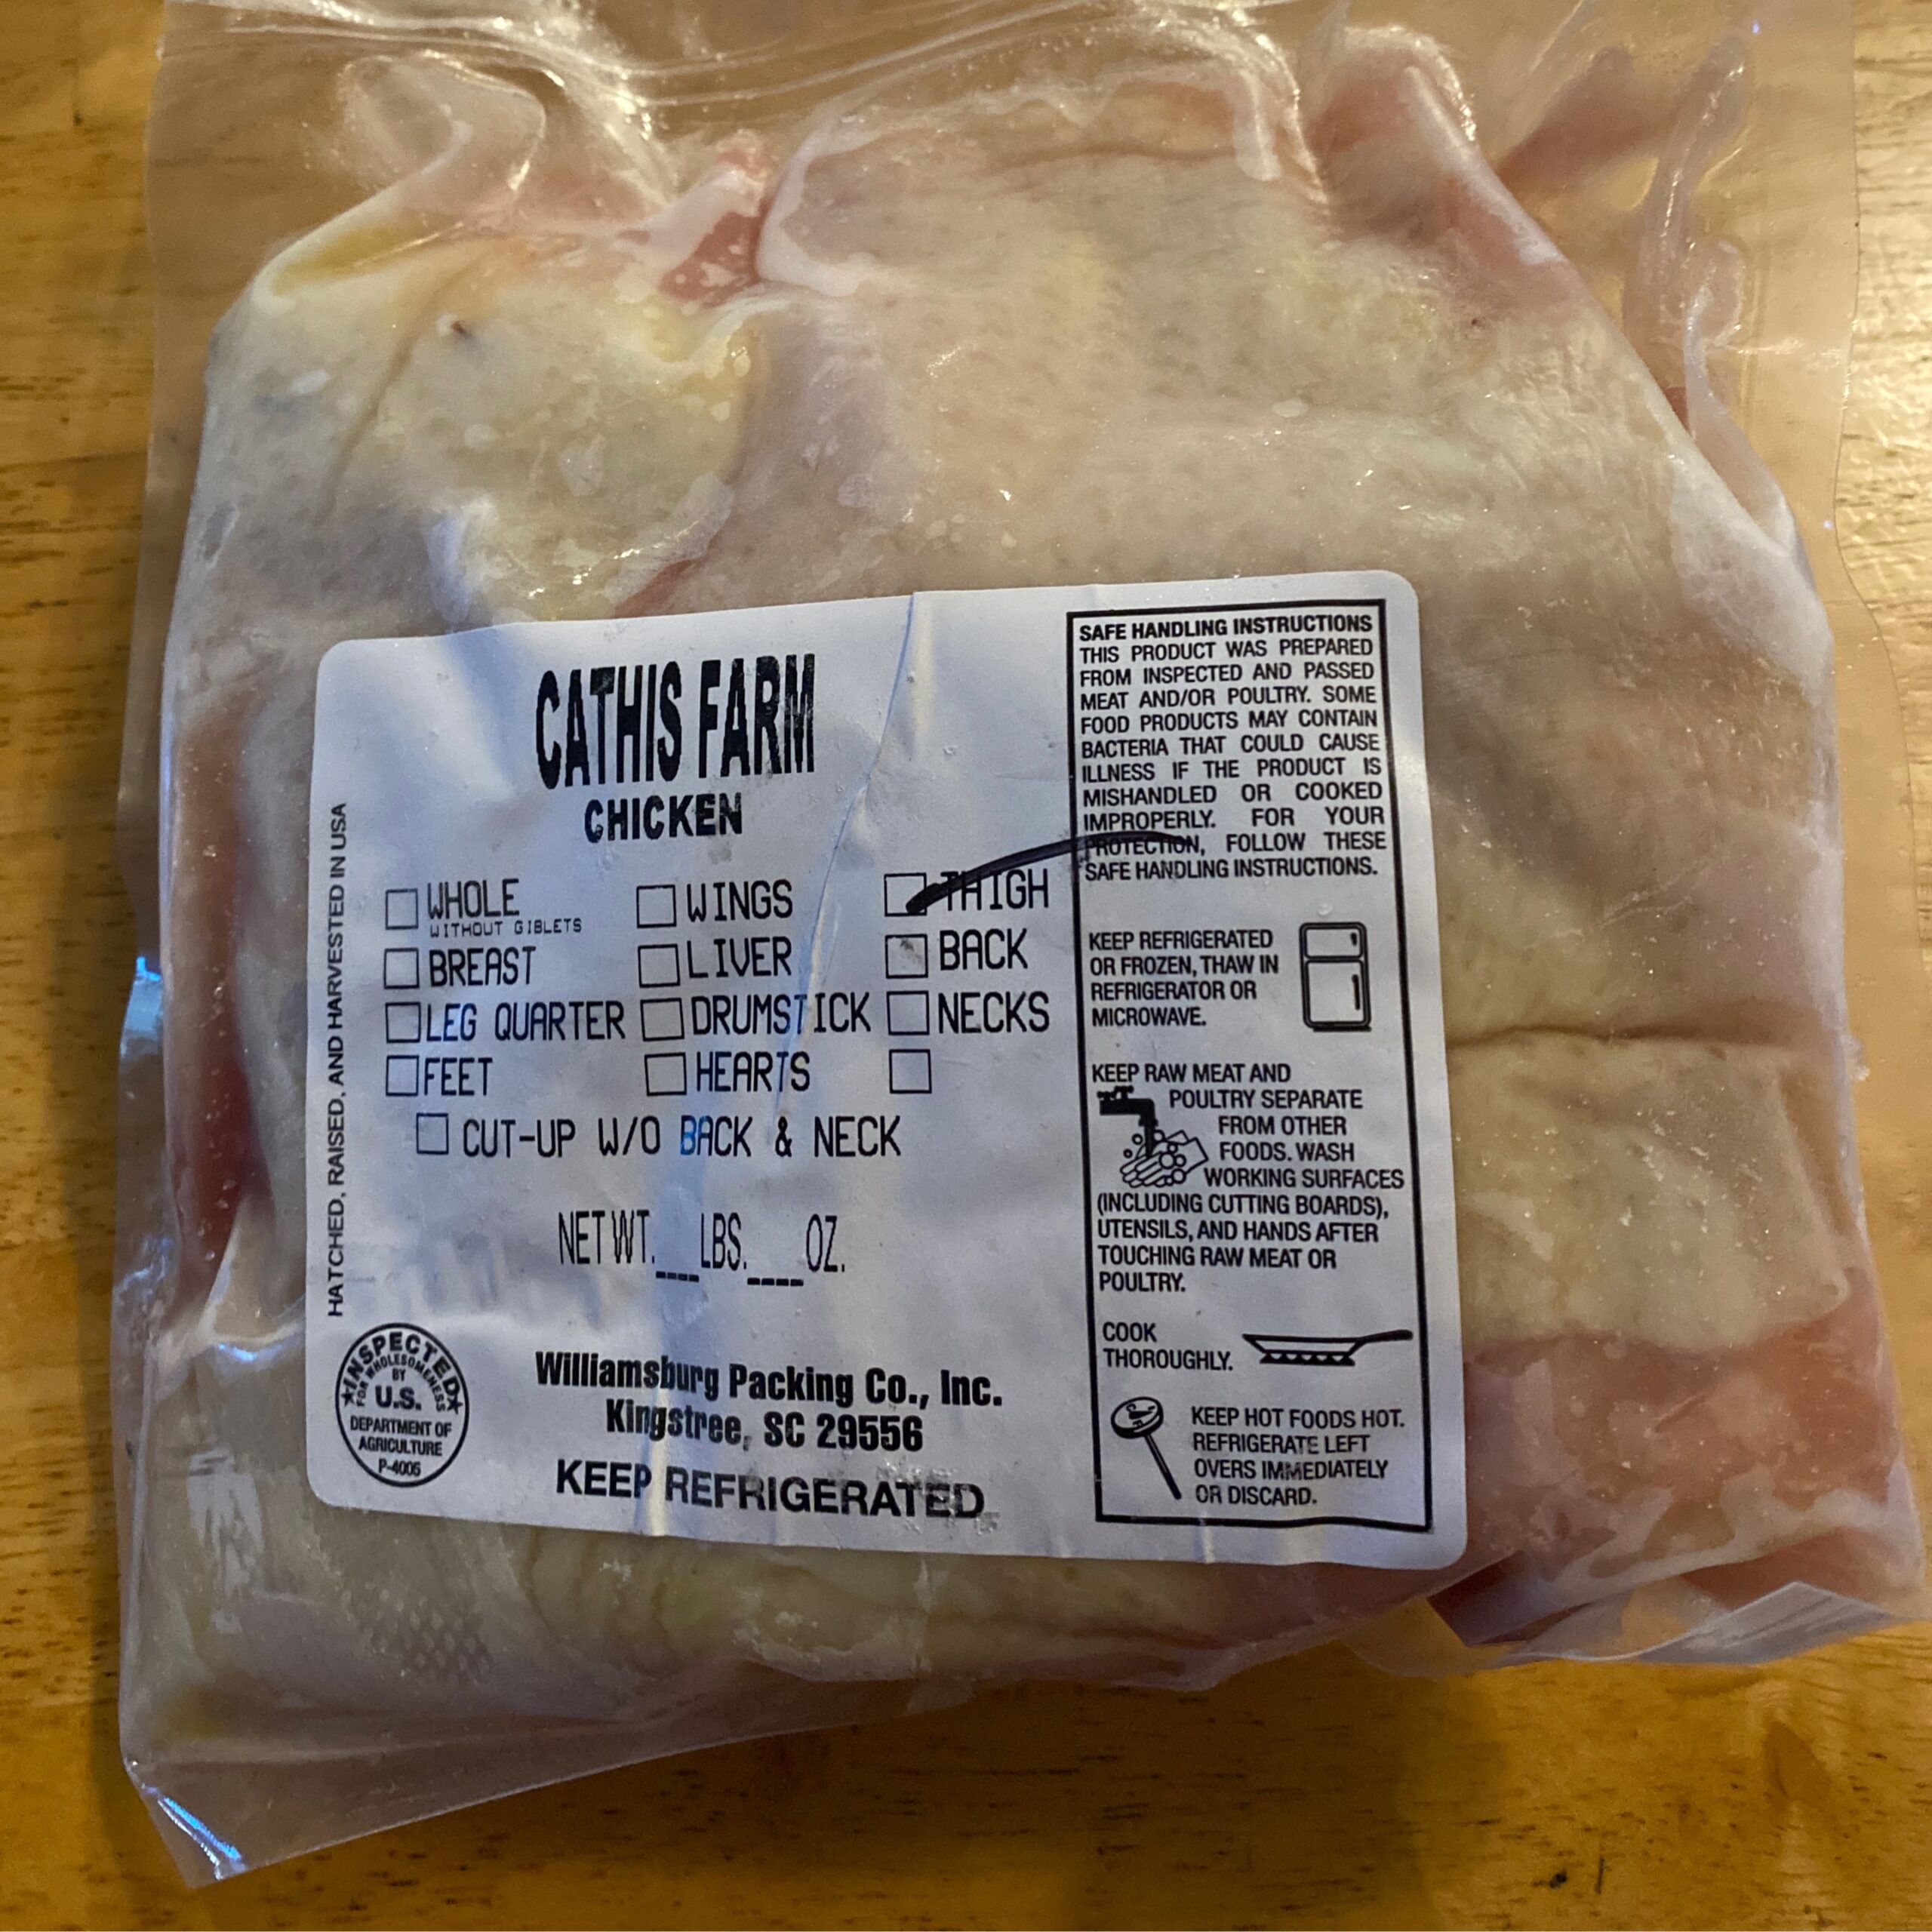 CATHIS FARM
CHICKEN
HATCHED, RAISED, AND HARVESTED IN USA
WHOLE
WITHOUT GIBLETS
WINGS
THIGH
BREAST
LIVER
BACK
LEG QUARTER
DRUMSTICK
NECKS
FEET
HEARTS
CUT-UP W/O BACK & NECK
NET WT.___LBS.___OZ.
INSPECTED
FOR WHOLESOMENESS
BY
U.S.
DEPARTMENT OF
AGRICULTURE
P-4005
Williamsburg Packing Co., Inc.
Kingstree, SC 29556
KEEP REFRIGERATED
SAFE HANDLING INSTRUCTIONS
THIS PRODUCT WAS PREPARED
FROM INSPECTED AND PASSED
MEAT AND/OR POULTRY. SOME
FOOD PRODUCTS MAY CONTAIN
BACTERIA THAT COULD CAUSE
ILLNESS IF THE PRODUCT IS
MISHANDLED OR COOKED
IMPROPERLY. FOR YOUR
PROTECTION, FOLLOW THESE
SAFE HANDLING INSTRUCTIONS.
KEEP REFRIGERATED
OR FROZEN, THAW IN
REFRIGERATOR OR
MICROWAVE.
KEEP RAW MEAT AND
POULTRY SEPARATE
FROM OTHER
FOODS. WASH
WORKING SURFACES
(INCLUDING CUTTING BOARDS),
UTENSILS, AND HANDS AFTER
TOUCHING RAW MEAT OR
POULTRY.
COOK
THOROUGHLY.
KEEP HOT FOODS HOT.
REFRIGERATE LEFT
OVERS IMMEDIATELY
OR DISCARD.